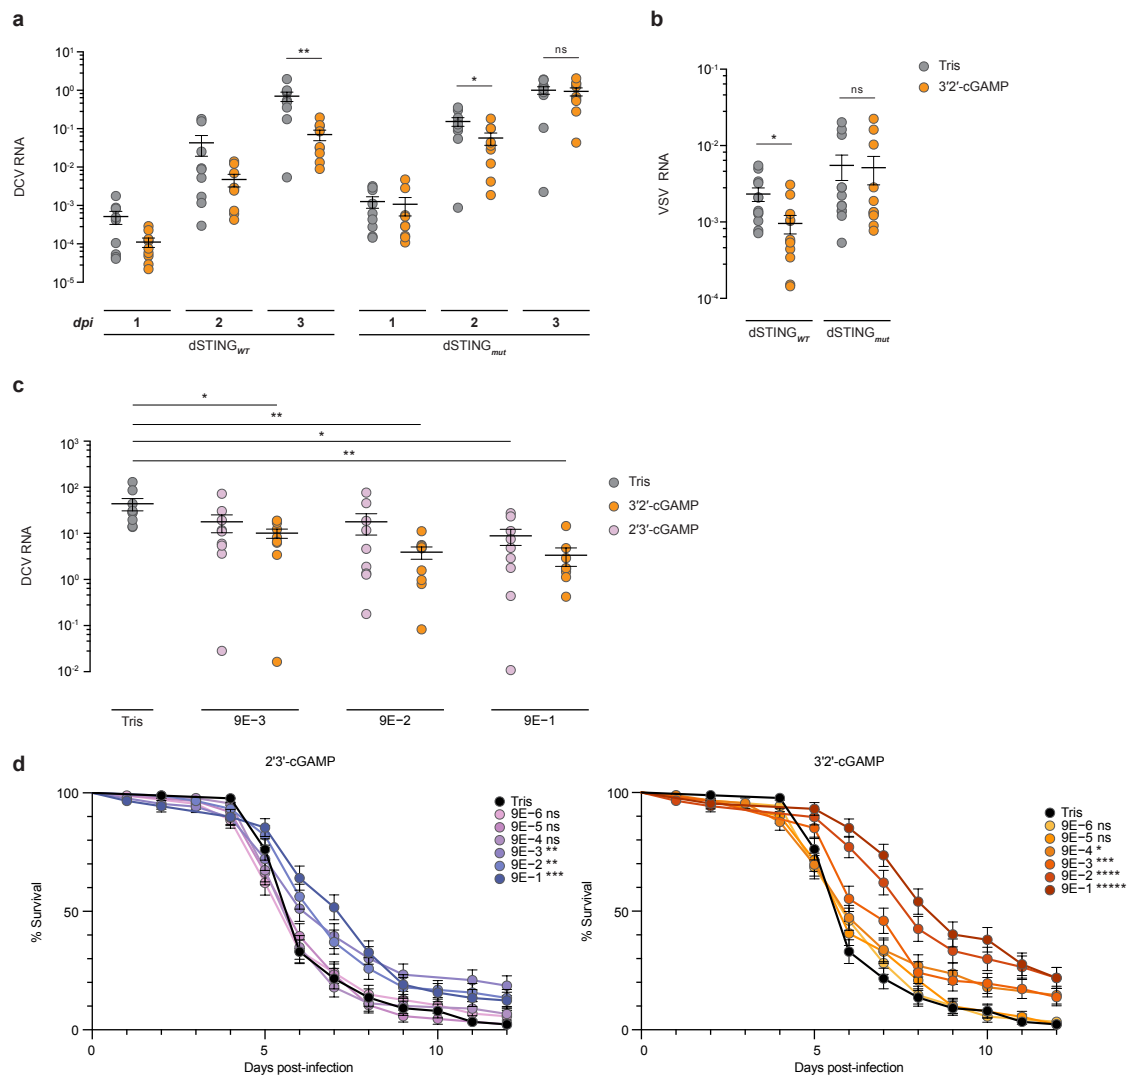 a
10¹
10⁰
10⁻¹
10⁻²
10⁻³
10⁻⁴
10⁻⁵
DCV RNA
**
*
ns
dpi 1 2 3 1 2 3
dSTING_WT dSTING_mut
b
10⁻¹
10⁻²
10⁻³
10⁻⁴
VSV RNA
*
ns
dSTING_WT dSTING_mut
Tris
3'2'-cGAMP
c
*
**
*
**
10³
10²
10¹
10⁰
10⁻¹
10⁻²
DCV RNA
Tris 9E−3 9E−2 9E−1
Tris
3'2'-cGAMP
2'3'-cGAMP
d
2'3'-cGAMP
100
50
0
% Survival
0 5 10
Days post-infection
Tris
9E−6 ns
9E−5 ns
9E−4 ns
9E−3 **
9E−2 **
9E−1 ***
3'2'-cGAMP
100
50
0
% Survival
0 5 10
Days post-infection
Tris
9E−6 ns
9E−5 ns
9E−4 *
9E−3 ***
9E−2 ****
9E−1 *****